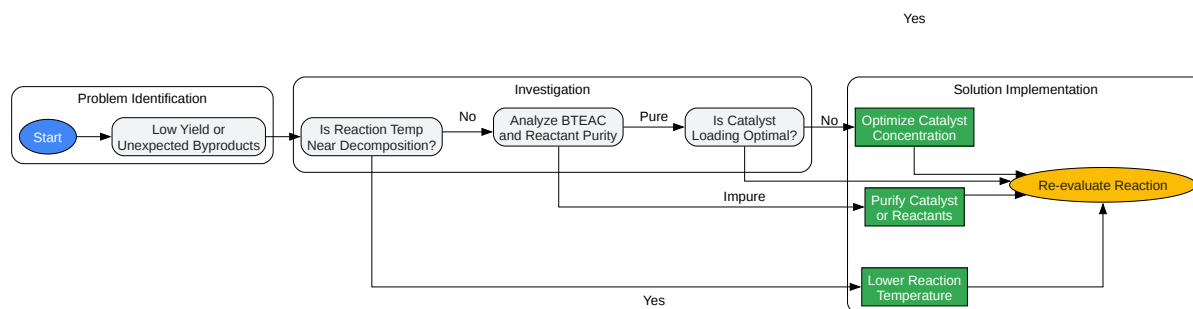 Yes
Problem Identification
Investigation
Solution Implementation
Start
Low Yield or
Unexpected Byproducts
Is Reaction Temp
Near Decomposition?
No
Analyze BTEAC
and Reactant Purity
Pure
Is Catalyst
Loading Optimal?
No
Optimize Catalyst
Concentration
Re-evaluate Reaction
Impure
Purify Catalyst
or Reactants
Yes
Lower Reaction
Temperature